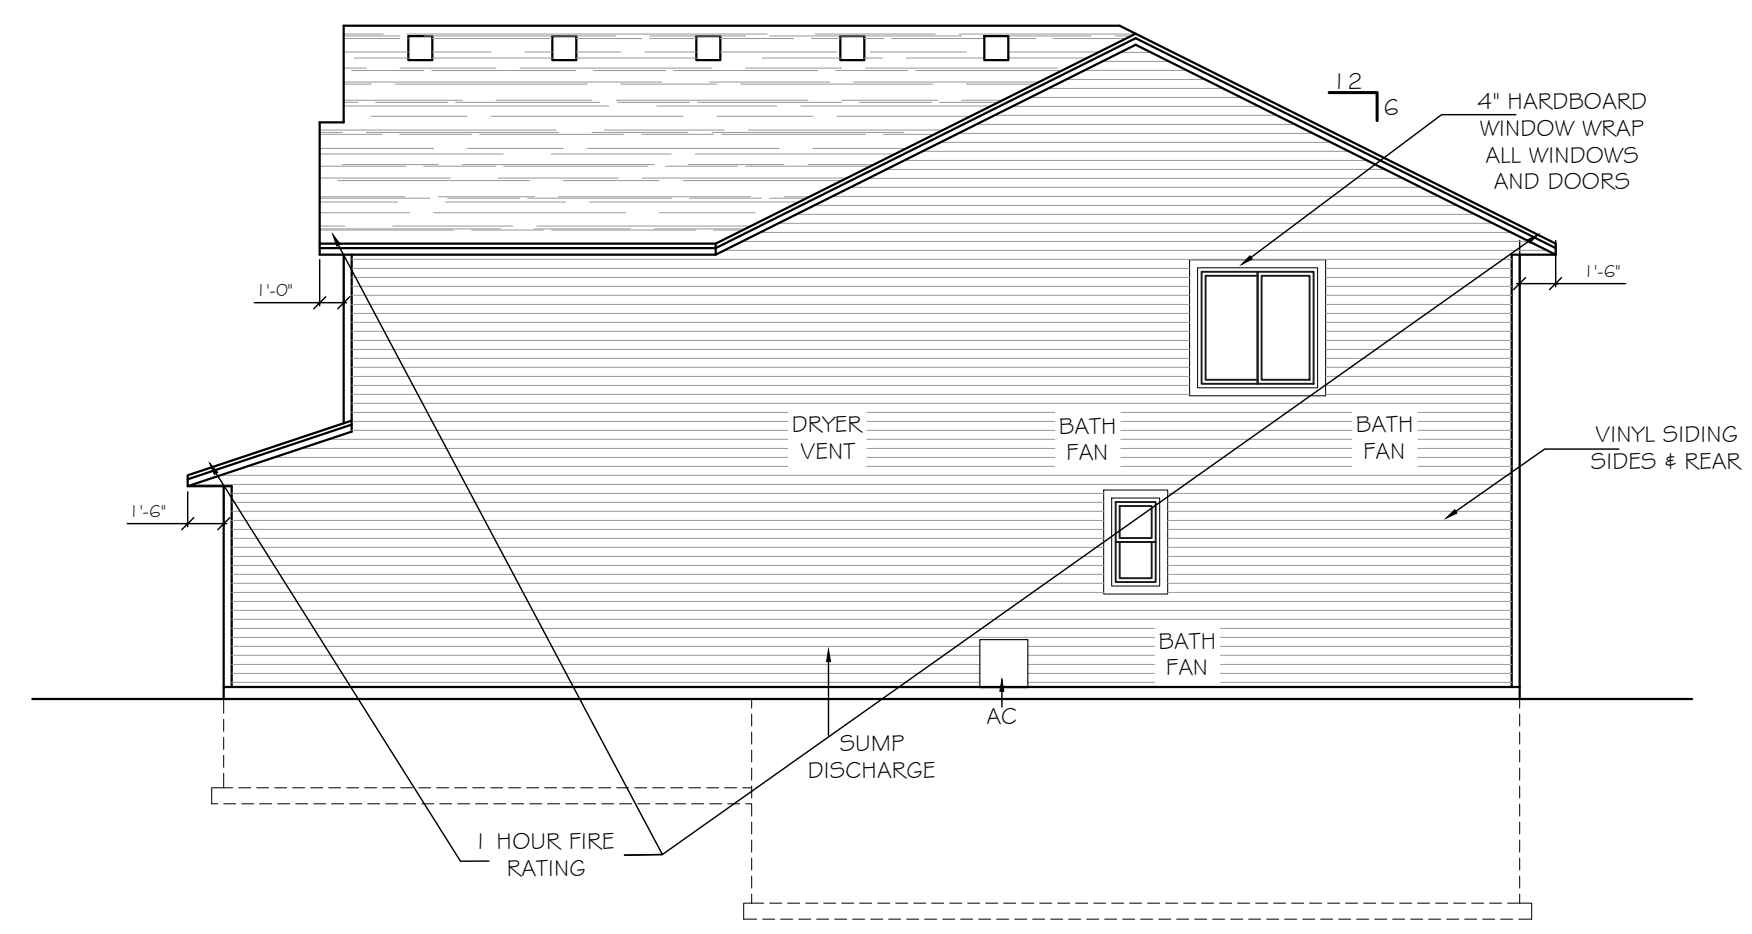 12
6
4" HARDBOARD
WINDOW WRAP
ALL WINDOWS
AND DOORS
1'-0"
1'-6"
DRYER
VENT
BATH
FAN
BATH
FAN
VINYL SIDING
SIDES & REAR
1'-6"
BATH
FAN
AC
SUMP
DISCHARGE
1 HOUR FIRE
RATING